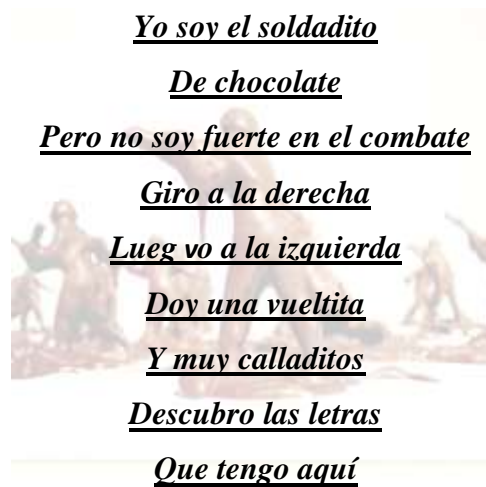 Yo soy el soldadito
De chocolate
Pero no soy fuerte en el combate
Giro a la derecha
Lueg vo a la izquierda
Doy una vueltita
Y muy calladitos
Descubro las letras
Que tengo aquí